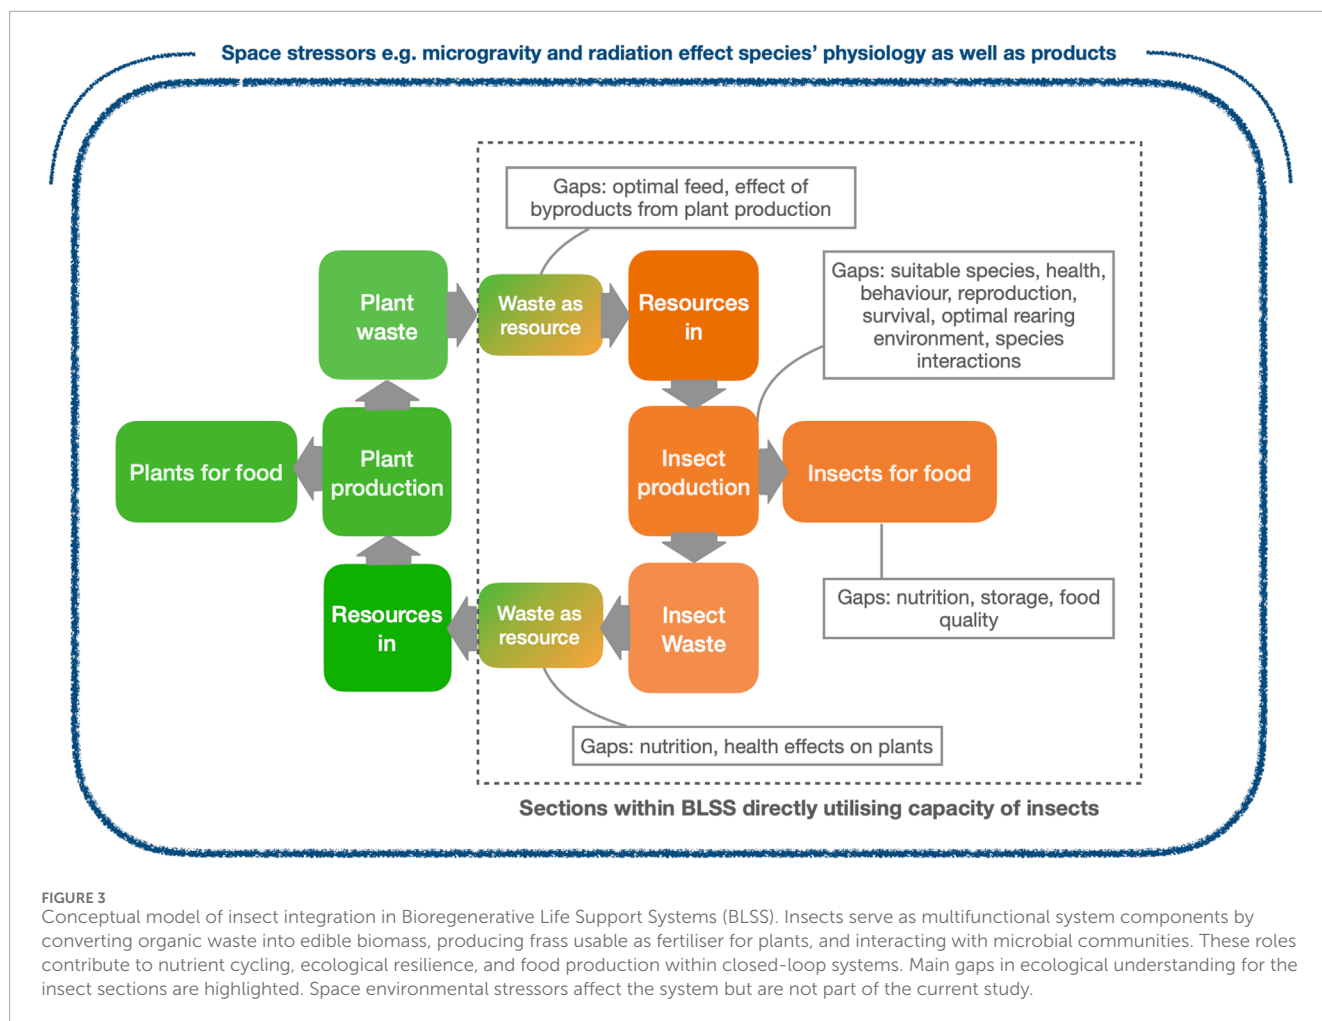 Space stressors e.g. microgravity and radiation effect species' physiology as well as products
Gaps: optimal feed, effect of
byproducts from plant production
Plant
waste
Waste as
resource
Resources
in
Gaps: suitable species, health,
behaviour, reproduction,
survival, optimal rearing
environment, species
interactions
Plants for food
Plant
production
Insect
production
Insects for food
Resources
in
Waste as
resource
Insect
Waste
Gaps: nutrition, storage, food
quality
Gaps: nutrition, health effects on plants
Sections within BLSS directly utilising capacity of insects
FIGURE 3
Conceptual model of insect integration in Bioregenerative Life Support Systems (BLSS). Insects serve as multifunctional system components by
converting organic waste into edible biomass, producing frass usable as fertiliser for plants, and interacting with microbial communities. These roles
contribute to nutrient cycling, ecological resilience, and food production within closed-loop systems. Main gaps in ecological understanding for the
insect sections are highlighted. Space environmental stressors affect the system but are not part of the current study.